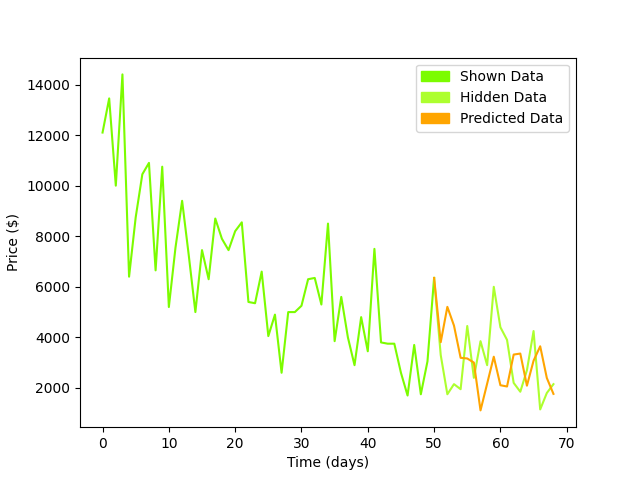 Shown Data
Hidden Data
Predicted Data
14000
12000
10000
8000
6000
4000
2000
Price ($)
0 10 20 30 40 50 60 70
Time (days)